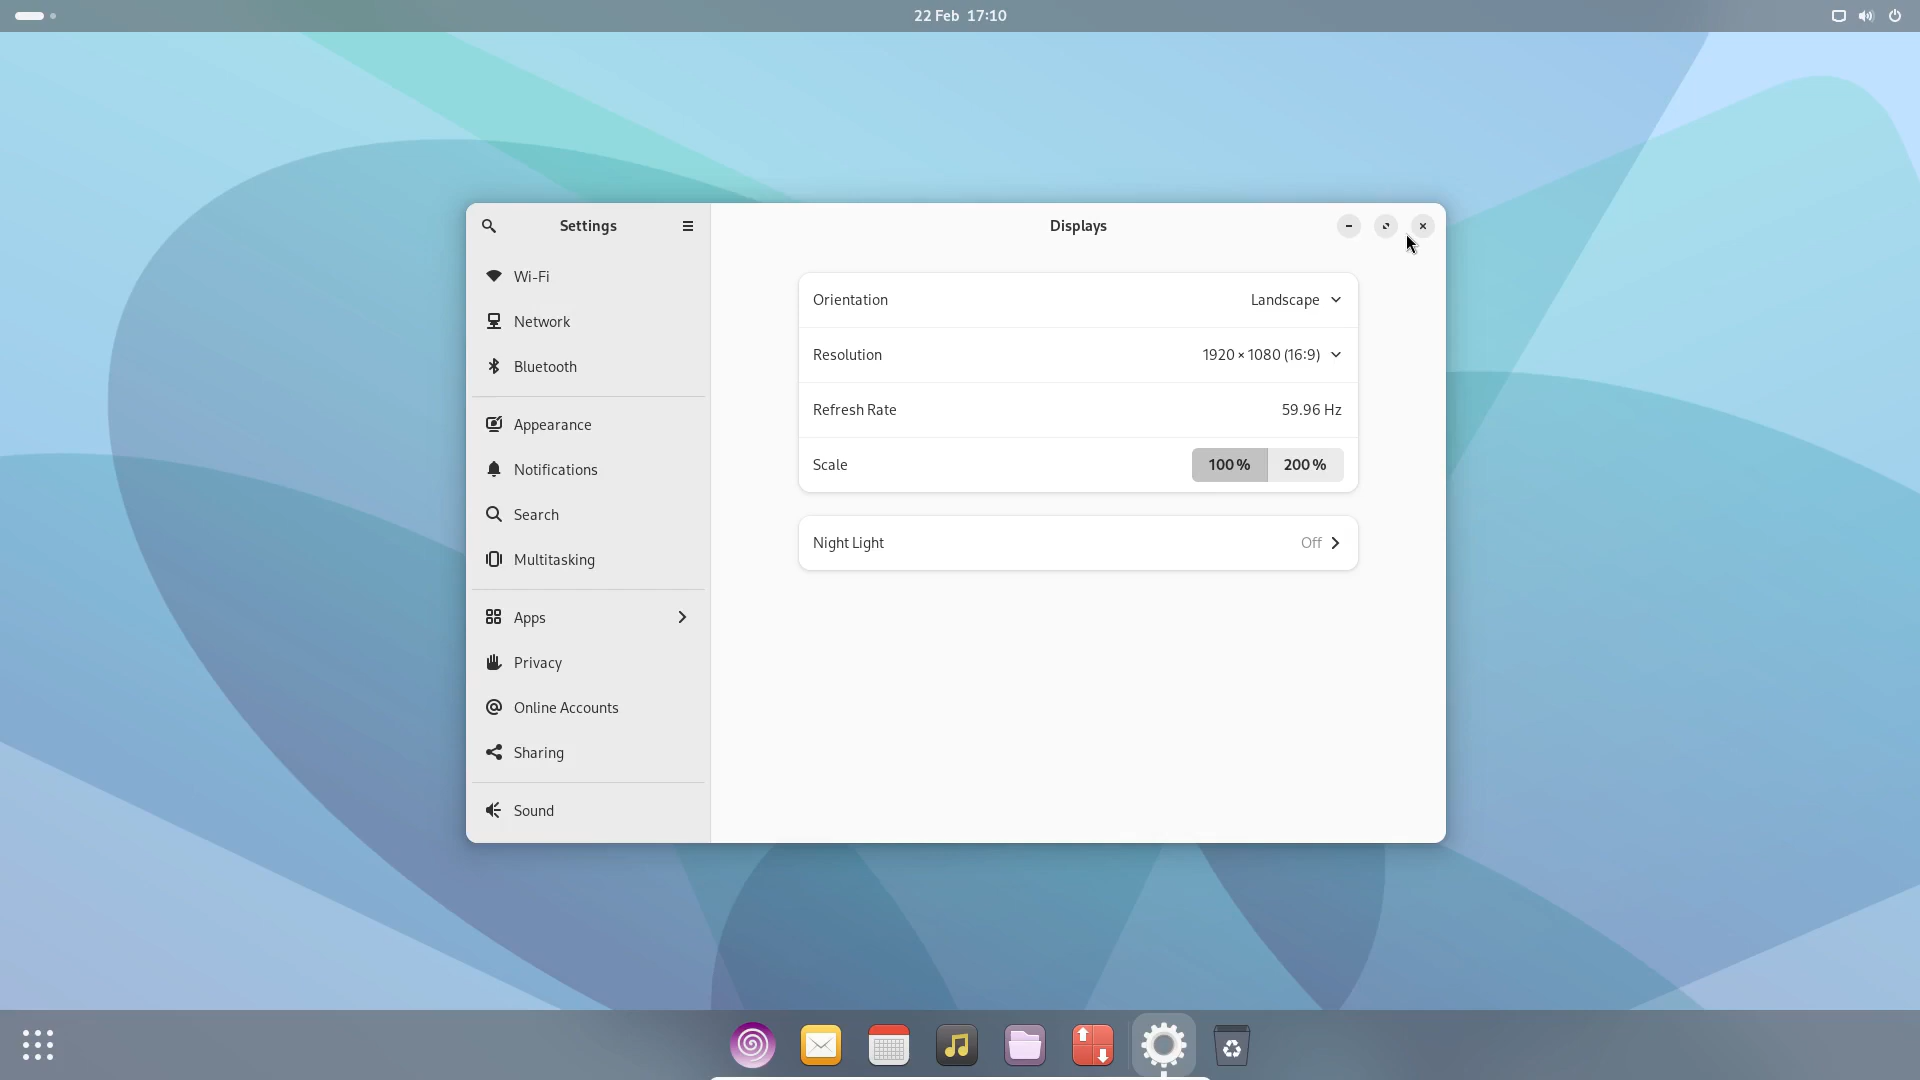 22 Feb 17:10
Settings
Displays
Wi-Fi
Network
Bluetooth
Appearance
Notifications
Search
Multitasking
Apps
Privacy
Online Accounts
Sharing
Sound
Orientation
Landscape
Resolution
1920 × 1080 (16:9)
Refresh Rate
59.96 Hz
Scale
100 %
200 %
Night Light
Off